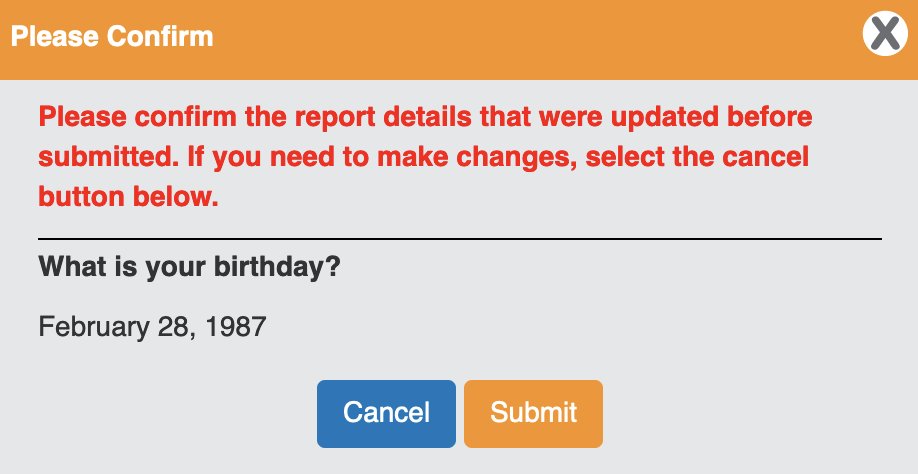 Please Confirm
X
Please confirm the report details that were updated before
submitted. If you need to make changes, select the cancel
button below.
What is your birthday?
February 28, 1987
Cancel Submit